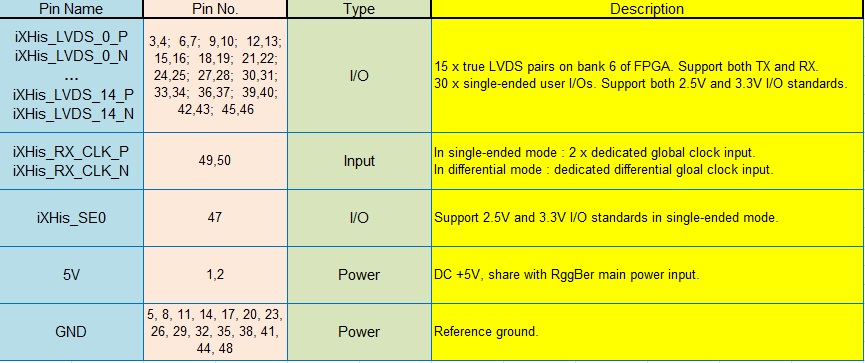 Pin Name Pin No. Type Description
iXHis_LVDS_0_P
iXHis_LVDS_0_N
...
iXHis_LVDS_14_P
iXHis_LVDS_14_N
3,4; 6,7; 9,10; 12,13;
15,16; 18,19; 21,22;
24,25; 27,28; 30,31;
33,34; 36,37; 39,40;
42,43; 45,46
I/O
15 x true LVDS pairs on bank 6 of FPGA. Support both TX and RX.
30 x single-ended user I/Os. Support both 2.5V and 3.3V I/O standards.
iXHis_RX_CLK_P
iXHis_RX_CLK_N
49,50
Input
In single-ended mode : 2 x dedicated global clock input.
In differential mode : dedicated differential gloal clock input.
iXHis_SE0
47
I/O
Support 2.5V and 3.3V I/O standards in single-ended mode.
5V
1,2
Power
DC +5V, share with RggBer main power input.
GND
5, 8, 11, 14, 17, 20, 23,
26, 29, 32, 35, 38, 41,
44, 48
Power
Reference ground.